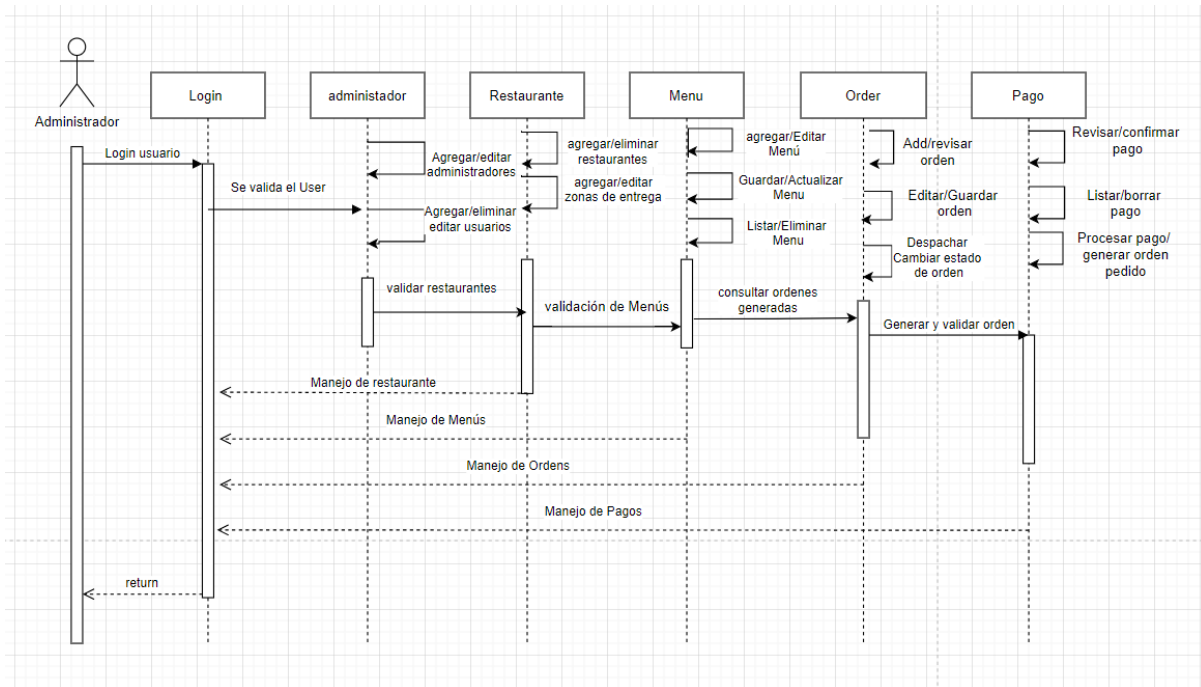 Administrador
Login
administador
Restaurante
Menu
Order
Pago
Login usuario
Se valida el User
Agregar/editar
administradores
Agregar/eliminar
editar usuarios
agregar/eliminar
restaurantes
agregar/editar
zonas de entrega
agregar/Editar
Menú
Guardar/Actualizar
Menu
Listar/Eliminar
Menu
Add/revisar
orden
Editar/Guardar
orden
Despachar
Cambiar estado
de orden
Revisar/confirmar
pago
Listar/borrar
pago
Procesar pago/
generar orden
pedido
validar restaurantes
validación de Menús
consultar ordenes
generadas
Generar y validar orden
Manejo de restaurante
Manejo de Menús
Manejo de Ordens
Manejo de Pagos
return